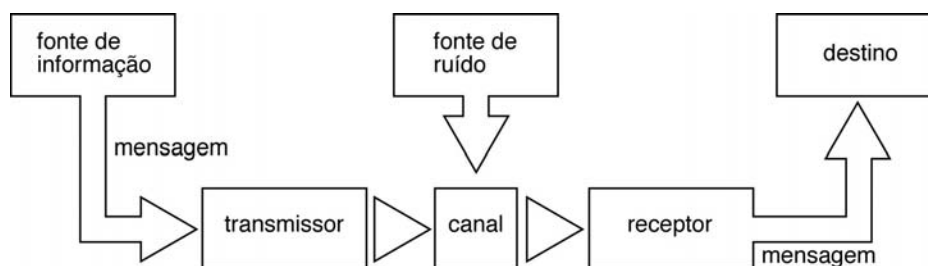 fonte de
informação
fonte de
ruído
destino
mensagem
transmissor
canal
receptor
mensagem